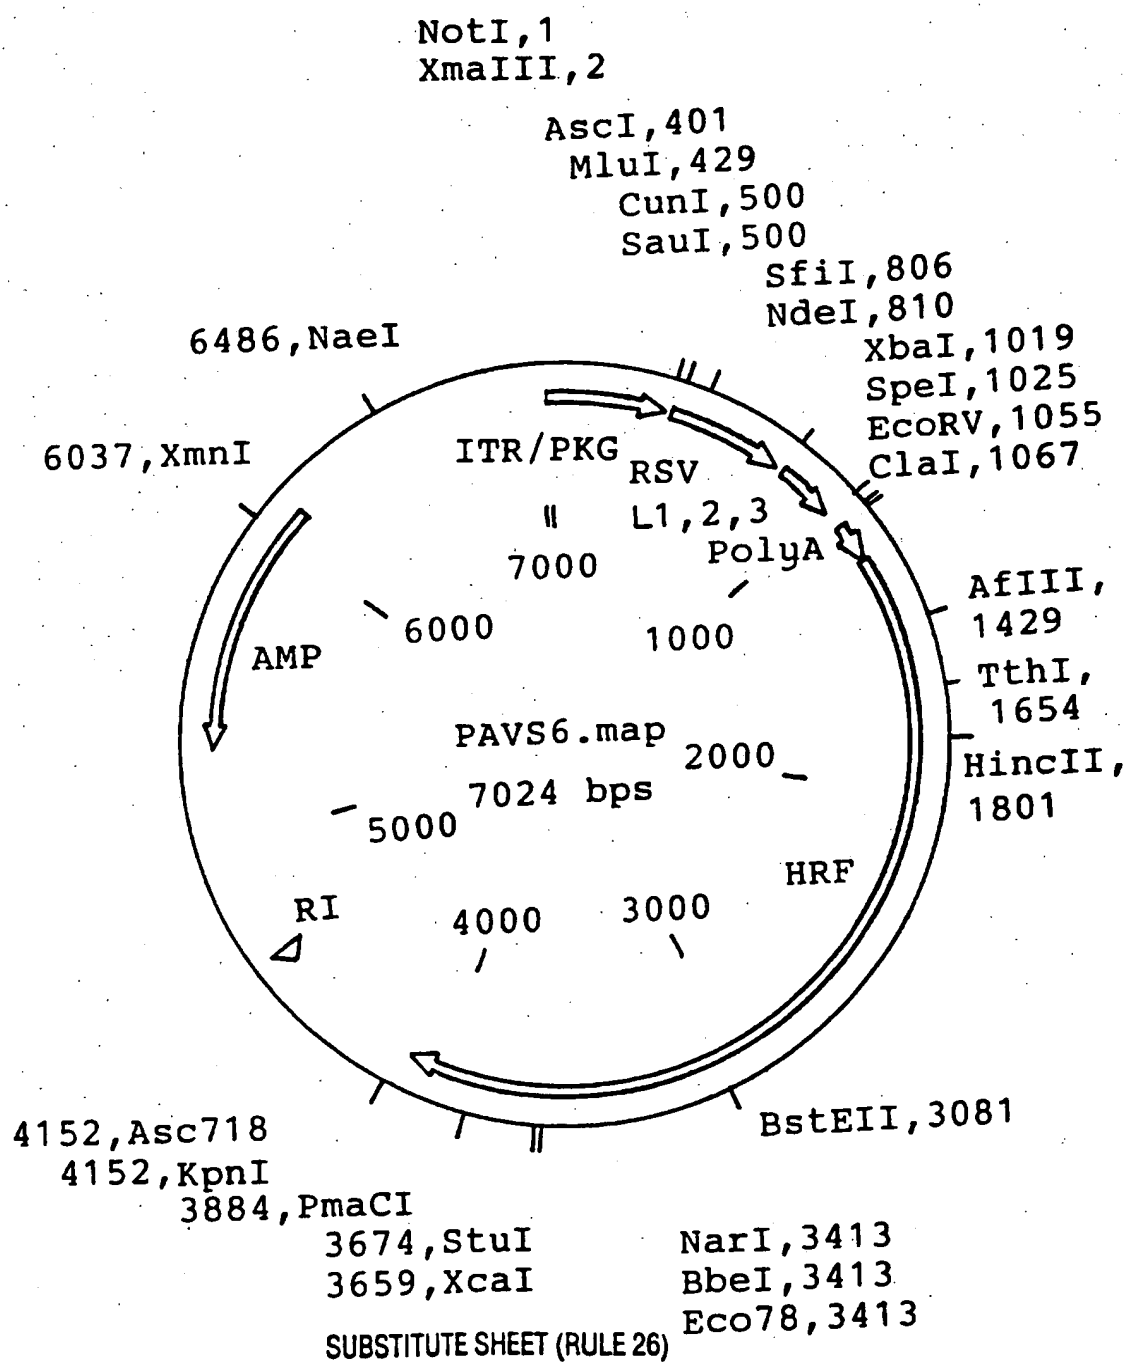 NotI,1
XmaIII,2
AscI,401
MluI,429
CunI,500
SauI,500
SfiI,806
NdeI,810
XbaI,1019
SpeI,1025
EcoRV,1055
ClaI,1067
6486,NaeI
6037,XmnI
ITR/PKG
RSV
L1,2,3
PolyA
7000
6000
1000
AflII,
1429
TthI,
1654
HincII,
1801
AMP
PAVS6.map
7024 bps
2000
5000
HRF
RI
4000
3000
BstEII,3081
4152,Asc718
4152,KpnI
3884,PmaCI
3674,StuI
3659,XcaI
NarI,3413
BbeI,3413
Eco78,3413
SUBSTITUTE SHEET (RULE 26)